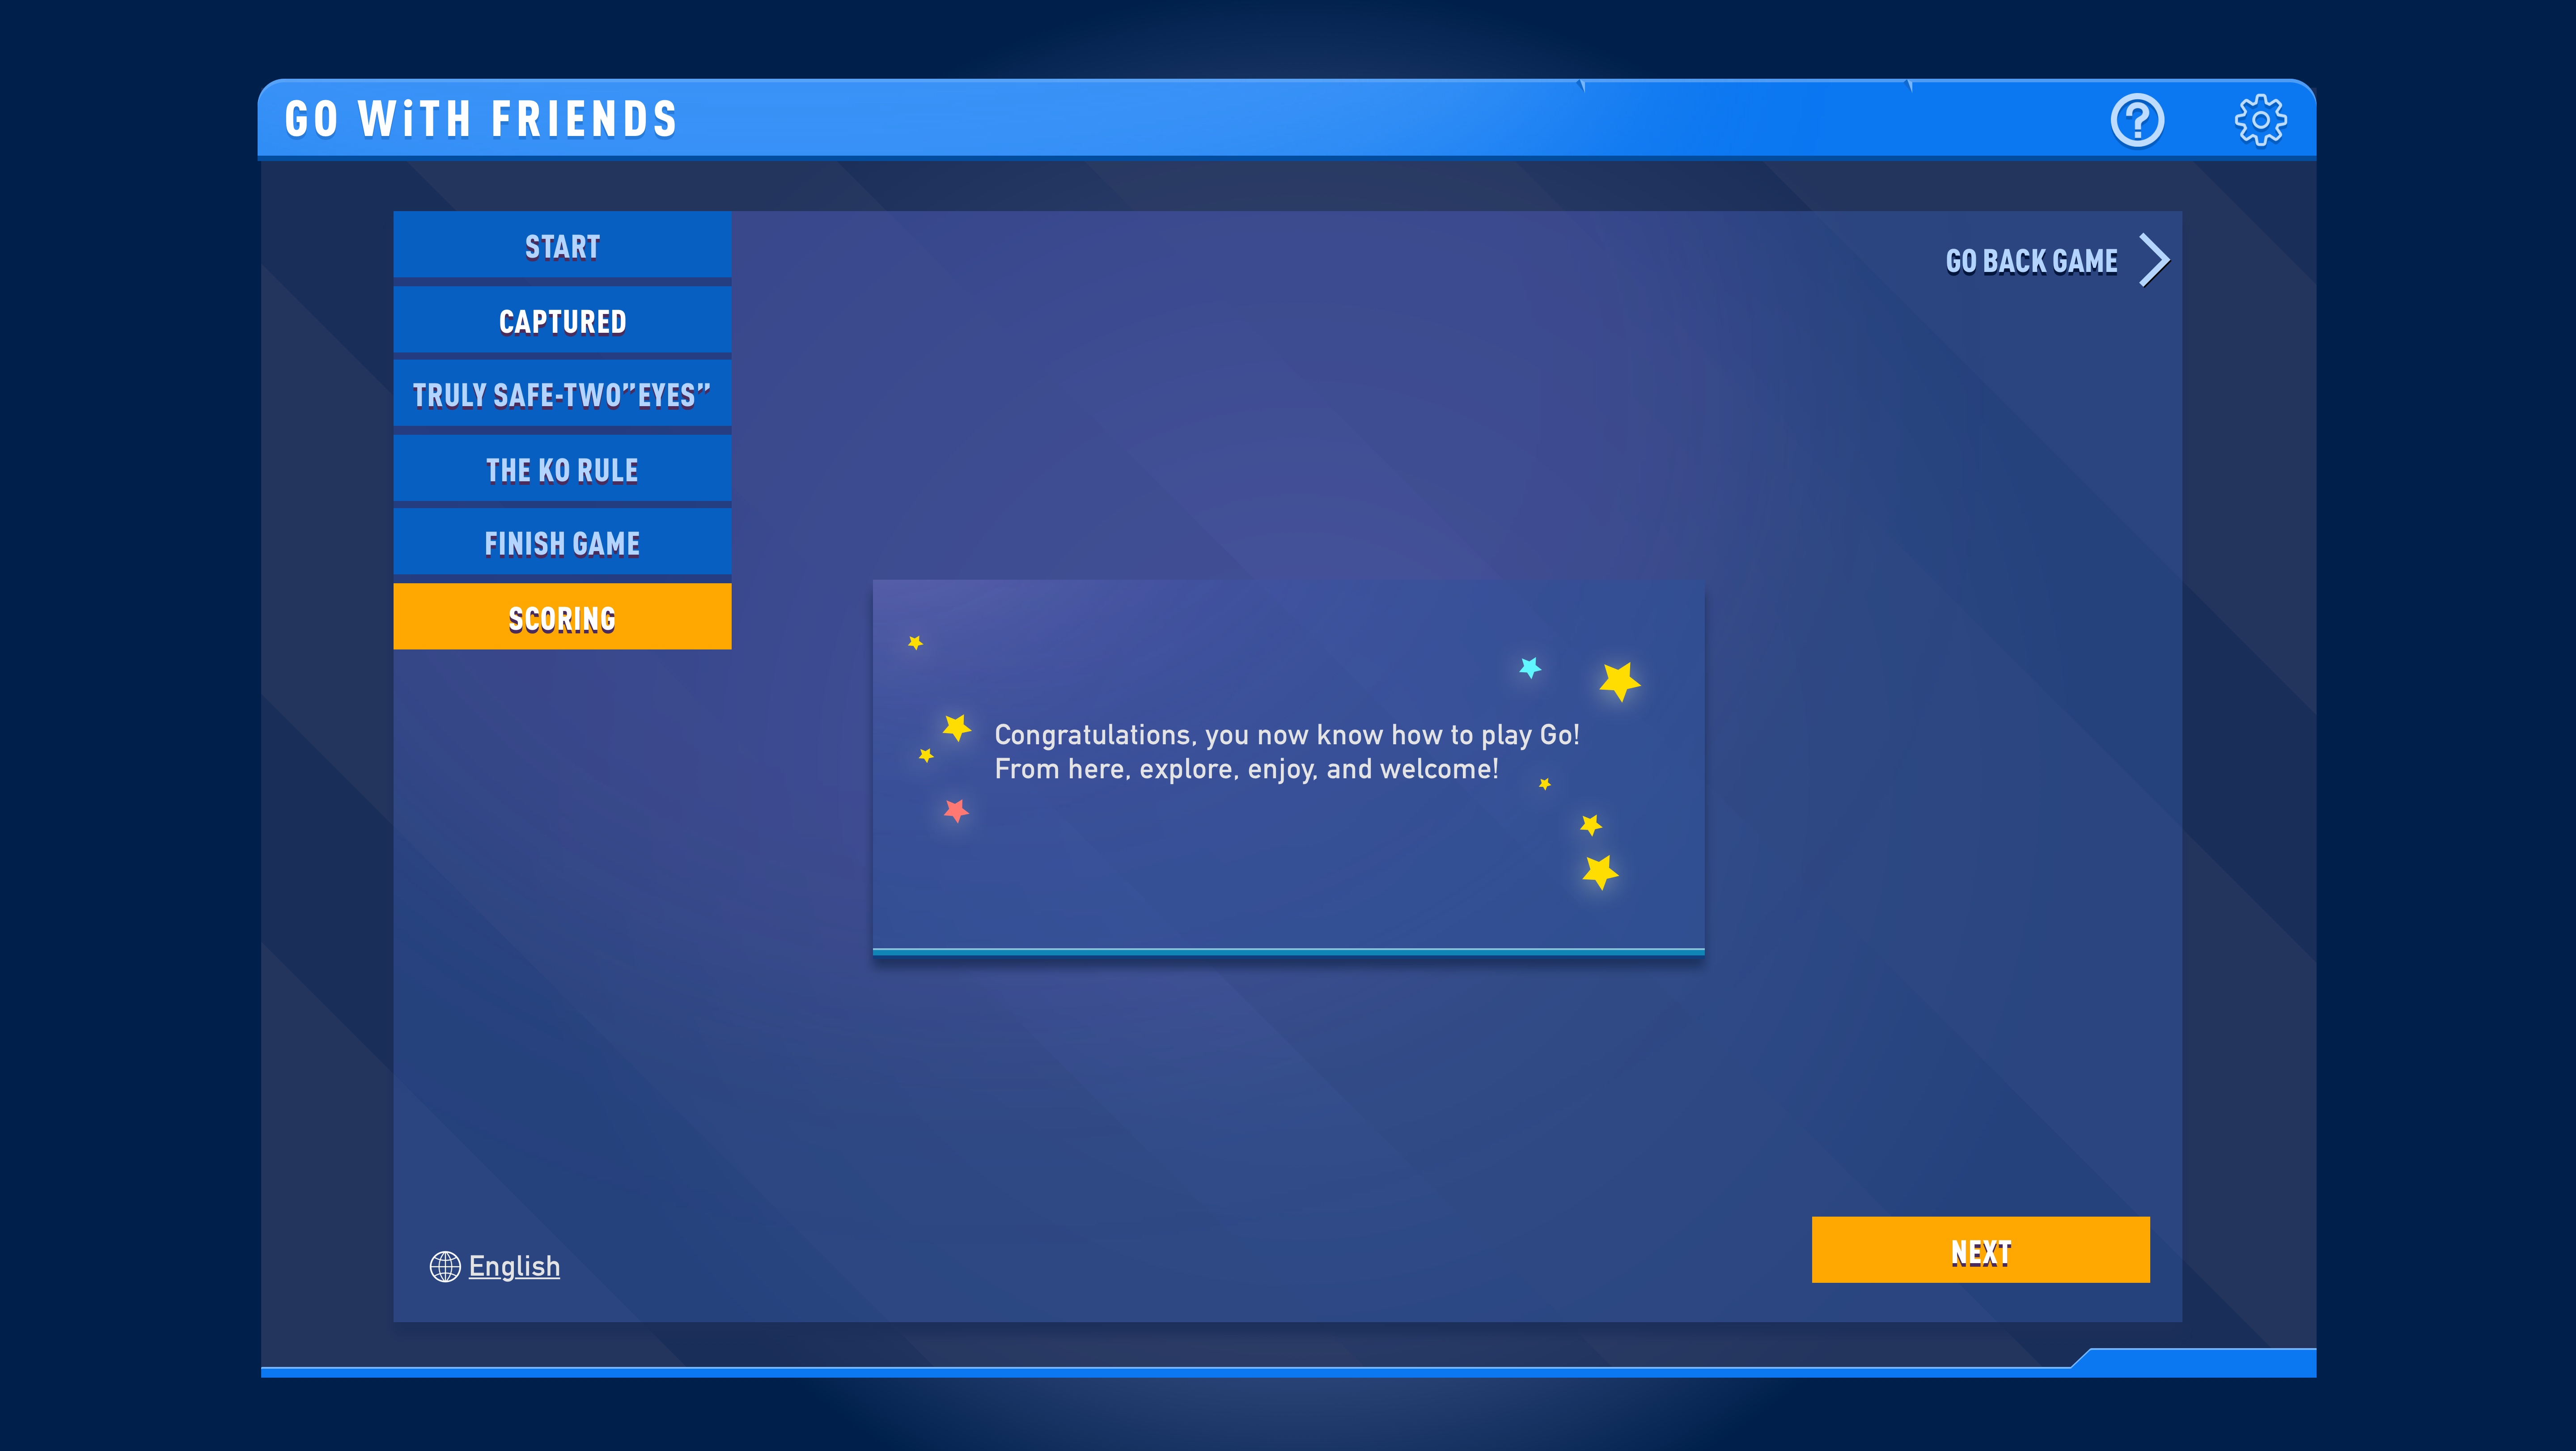 GO WiTH FRIENDS
START
CAPTURED
TRULY SAFE-TWO”EYES”
THE KO RULE
FINISH GAME
SCORING
GO BACK GAME
Congratulations, you now know how to play Go!
From here, explore, enjoy, and welcome!
English
NEXT